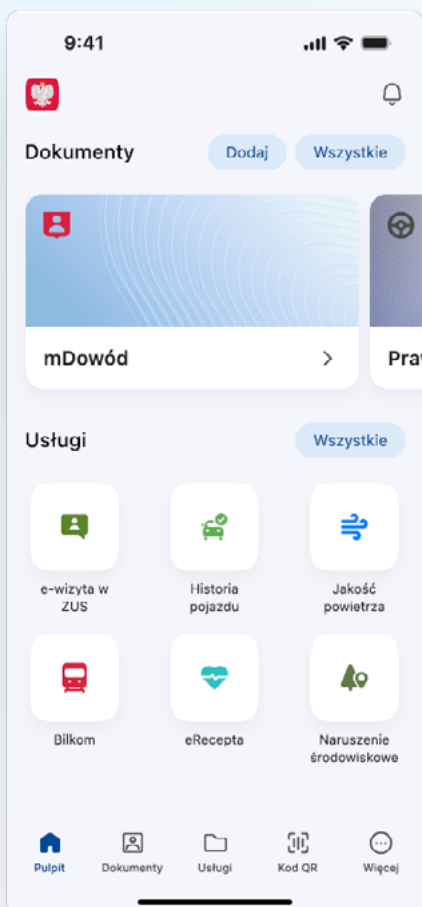 9:41
Dokumenty
Dodaj
Wszystkie
mDowód
Pra
Usługi
Wszystkie
e-wizyta w
ZUS
Historia
pojazdu
Jakość
powietrza
Bilkom
eRecepta
Naruszenie
środowiskowe
Pulpit
Dokumenty
Usługi
Kod QR
Więcej